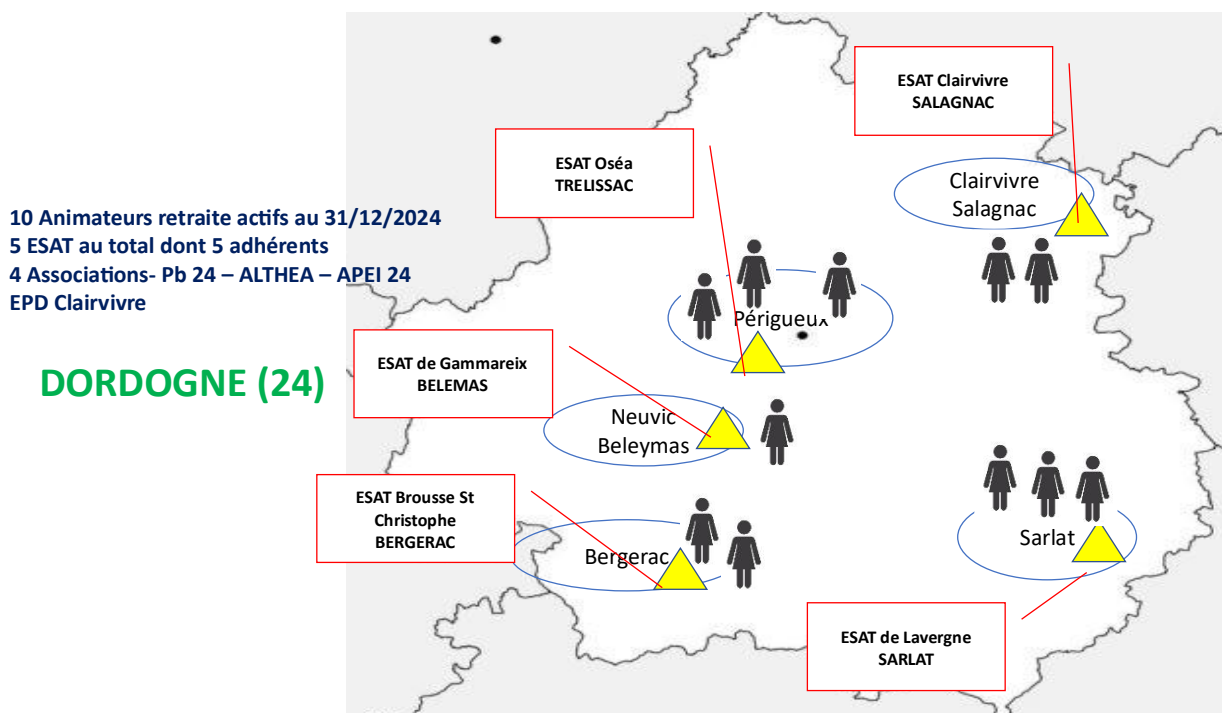 ESAT Clairvivre
SALAGNAC
ESAT Oséa
TRELISSAC
Clairvivre
Salagnac
10 Animateurs retraite actifs au 31/12/2024
5 ESAT au total dont 5 adhérents
4 Associations- Pb 24 – ALTHEA – APEI 24
EPD Clairvivre
Périgueux
DORDOGNE (24)
ESAT de Gammareix
BELEMAS
Neuvic
Beleymas
ESAT Brousse St
Christophe
BERGERAC
Bergerac
Sarlat
ESAT de Lavergne
SARLAT